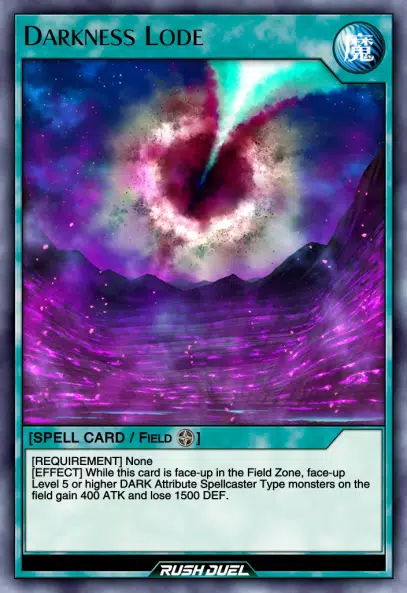 Darkness Lode
魔
[SPELL CARD / Field]
[REQUIREMENT] None
[EFFECT] While this card is face-up in the Field Zone, face-up
Level 5 or higher DARK Attribute Spellcaster Type monsters on the
field gain 400 ATK and lose 1500 DEF.
RUSH DUEL